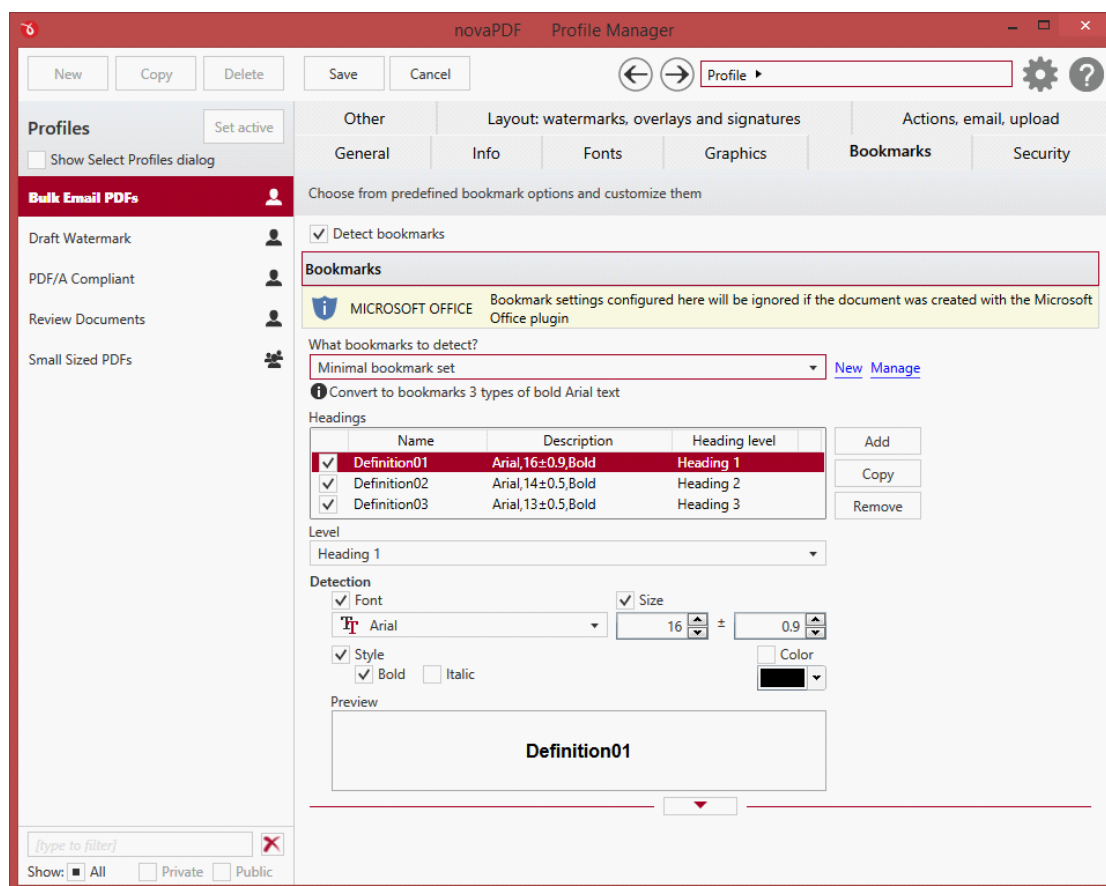 novaPDF Profile Manager
New Copy Delete Save Cancel Profile
Profiles Set active
Show Select Profiles dialog
Bulk Email PDFs
Draft Watermark
PDF/A Compliant
Review Documents
Small Sized PDFs
[type to filter]
Show: All Private Public
Other Layout: watermarks, overlays and signatures Actions, email, upload
General Info Fonts Graphics Bookmarks Security
Choose from predefined bookmark options and customize them
Detect bookmarks
Bookmarks
MICROSOFT OFFICE Bookmark settings configured here will be ignored if the document was created with the Microsoft
Office plugin
What bookmarks to detect?
Minimal bookmark set New Manage
Convert to bookmarks 3 types of bold Arial text
Headings
Name Description Heading level Add
Definition01 Arial,16±0.9,Bold Heading 1
Definition02 Arial,14±0.5,Bold Heading 2 Copy
Definition03 Arial,13±0.5,Bold Heading 3 Remove
Level
Heading 1
Detection
Font Size
Arial 16 ± 0.9
Style Color
Bold Italic
Preview
Definition01